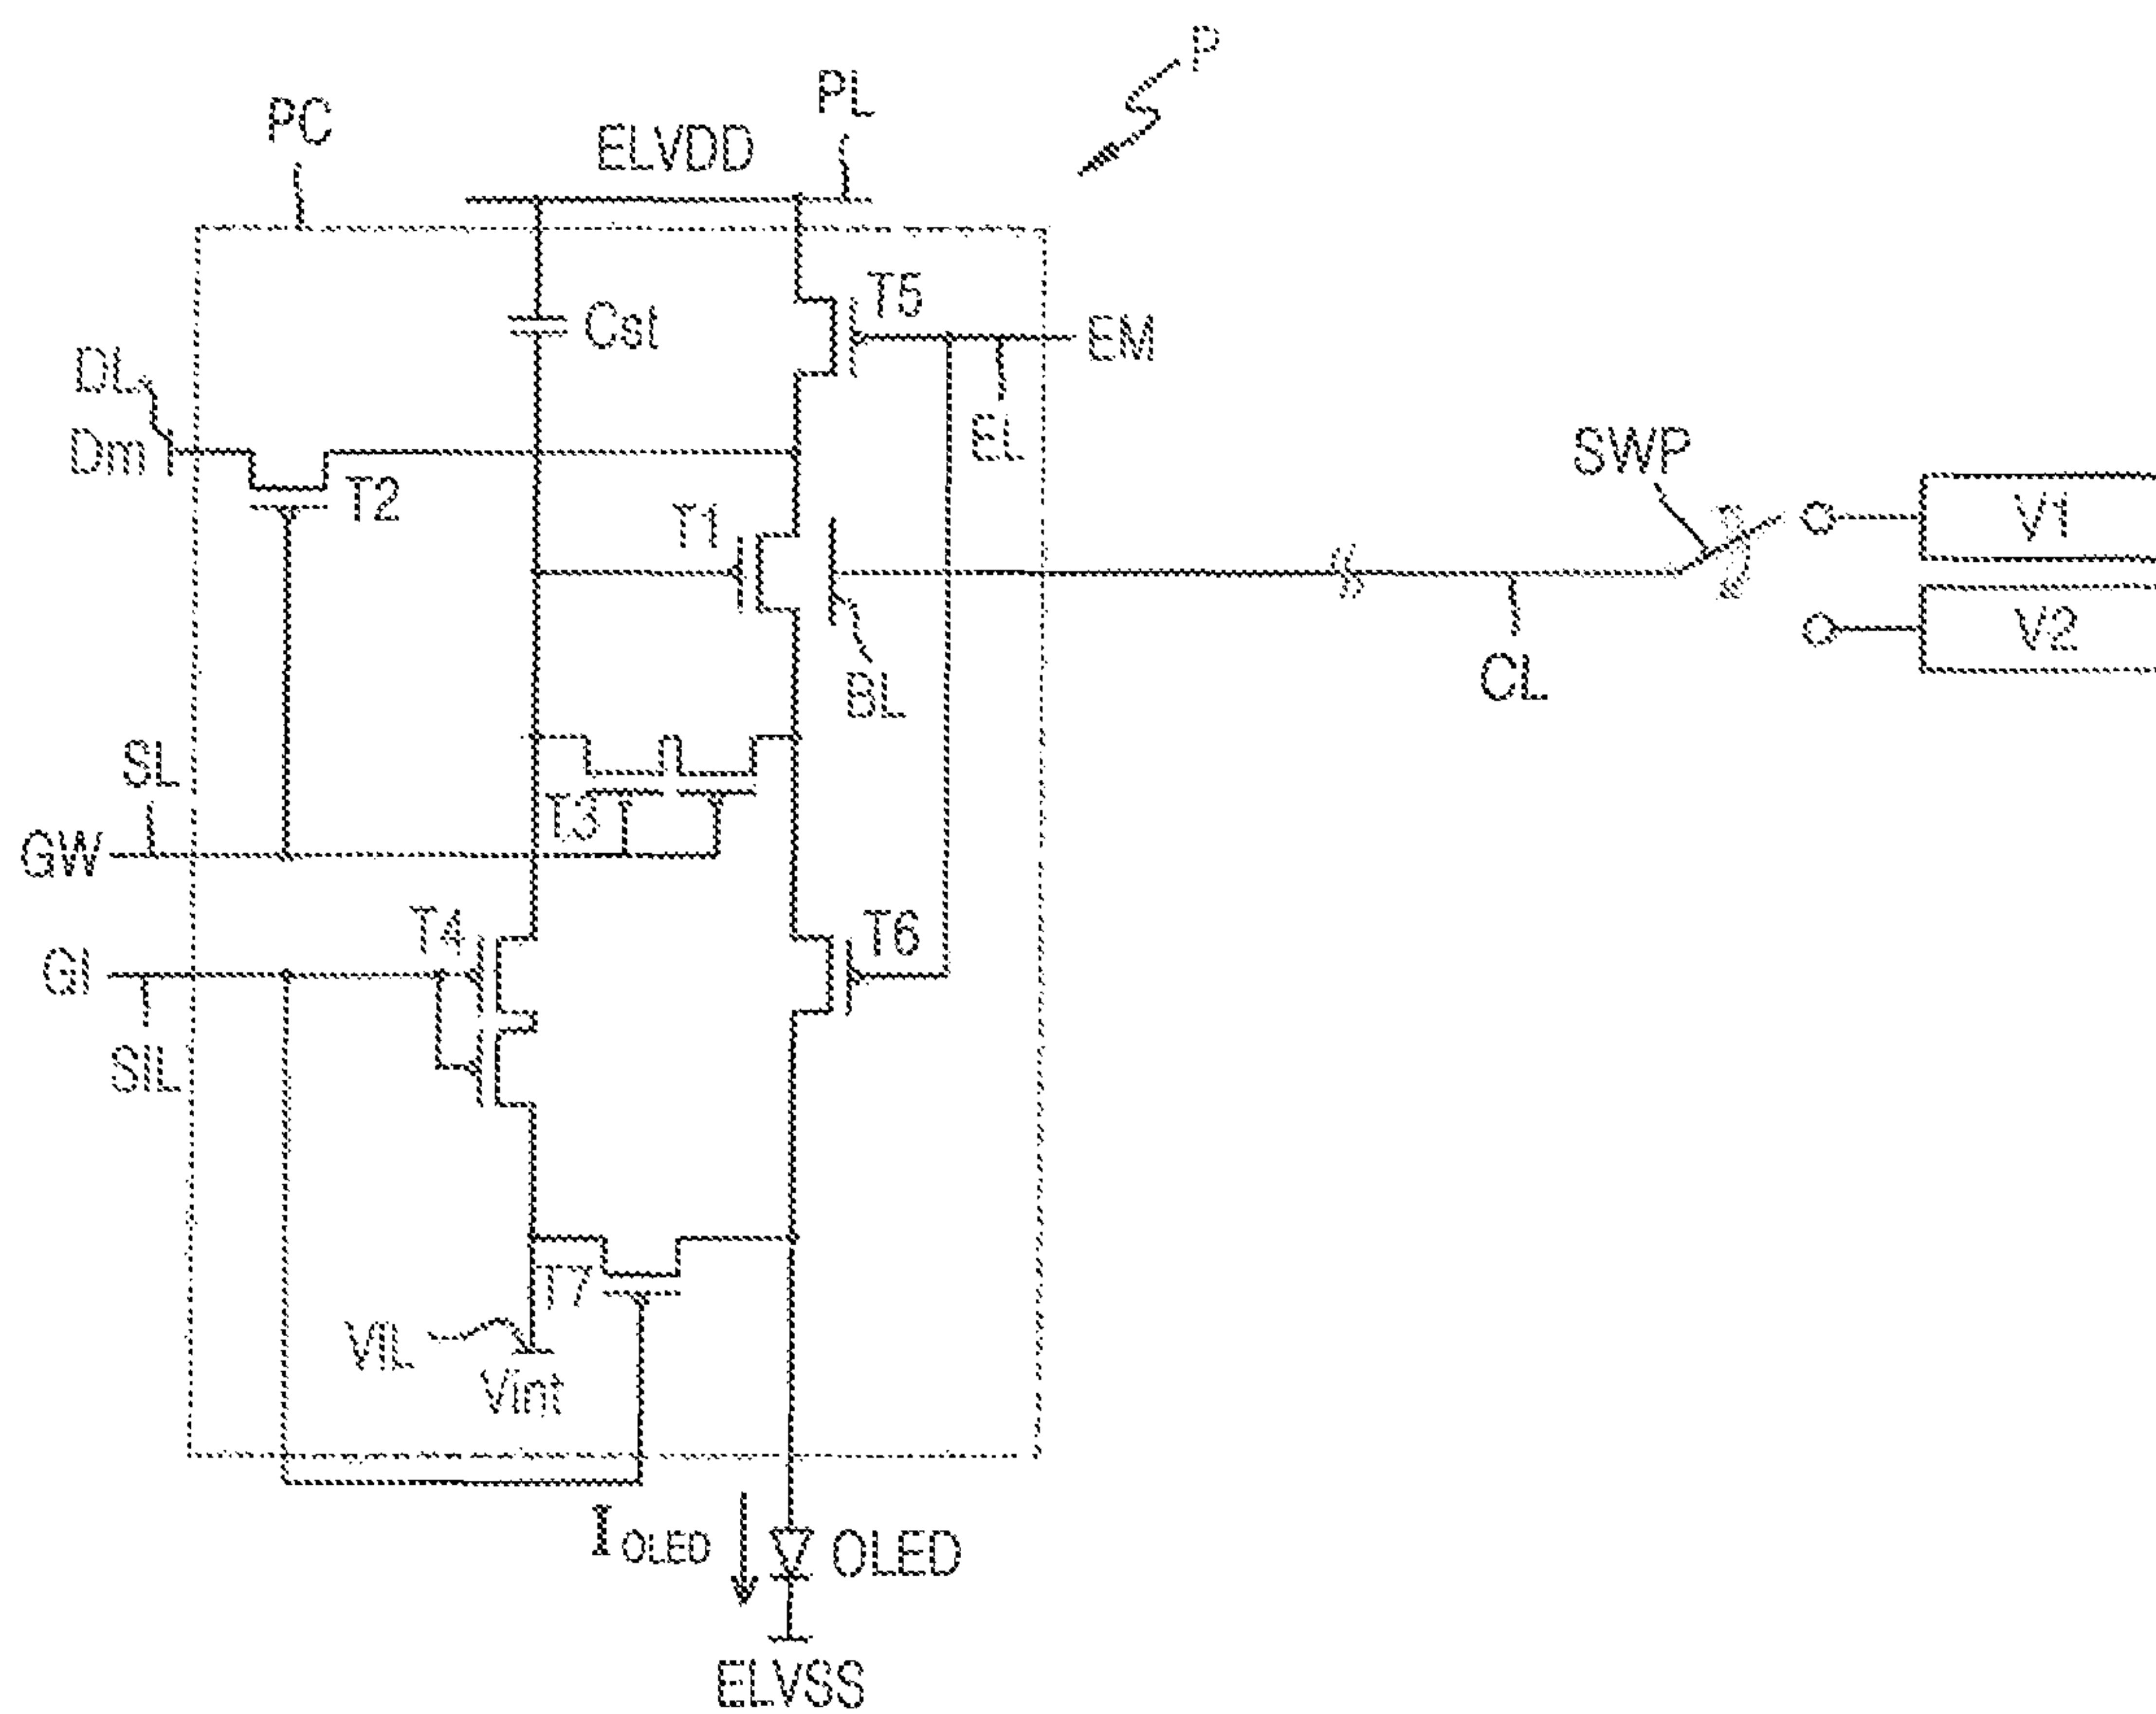 P
PL
PC
ELVDD
T5
Cst
EM
DL
Dm
EL
T2
T1
SWP
V1
V2
BL
CL
SL
T3
GW
T4
T6
GI
SIL
T7
VIL
Vint
IOLED
OLED
ELVSS